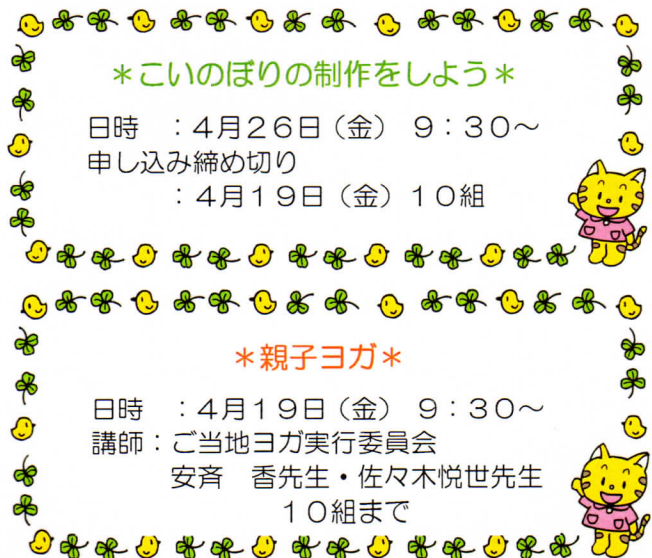 ＊こいのぼりの制作をしよう＊
日時　：４月２６日（金）　９：３０～
申し込み締め切り
：４月１９日（金）１０組
＊親子ヨガ＊
日時　：４月１９日（金）　９：３０～
講師：ご当地ヨガ実行委員会
安斉　香先生・佐々木悦世先生
１０組まで